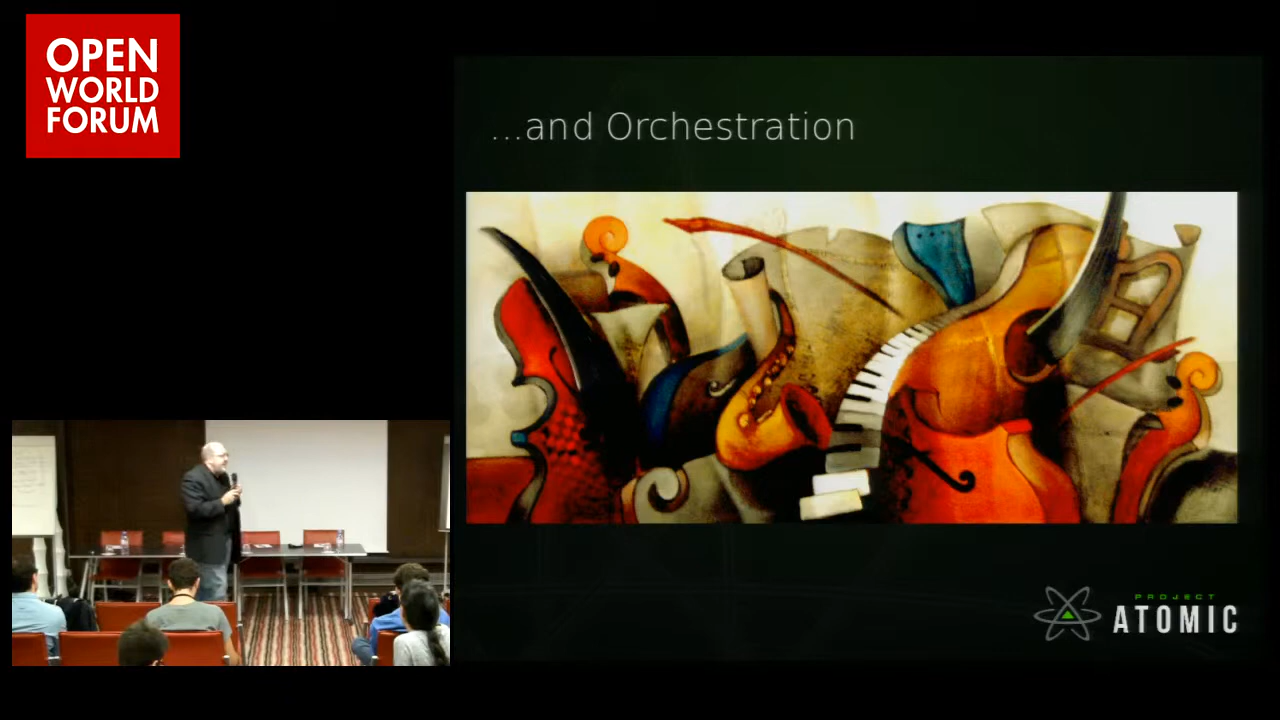 OPEN
WORLD
FORUM
...and Orchestration
PROJECT
ATOMIC